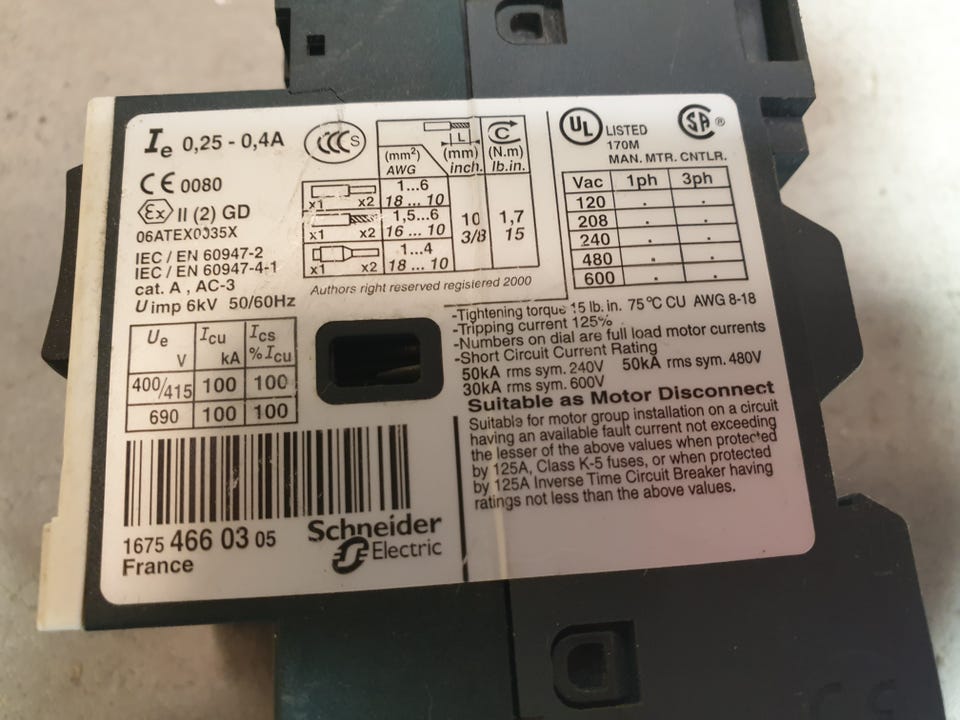 Ie 0,25 - 0,4A
CCC S
CE 0080
Ex II (2) GD
06ATEX0035X
IEC / EN 60947-2
IEC / EN 60947-4-1
cat. A , AC-3
U imp 6kV 50/60Hz
Ue V Icu kA Ics % Icu
400/415 100 100
690 100 100
(mm²) AWG L (mm) inch. C (N.m) lb.in.
x1 x2 1...6 18 ... 10
x1 x2 1,5...6 16 ... 10 10 3/8 1,7 15
x1 x2 1...4 18 ... 10
Authors right reserved registered 2000
UL LISTED SA ®
170M
MAN. MTR. CNTLR.
Vac 1ph 3ph
120 . .
208 . .
240 . .
480 . .
600 . .
-Tightening torque 15 lb. in. 75 °C CU AWG 8-18
-Tripping current 125%
-Numbers on dial are full load motor currents
-Short Circuit Current Rating
50kA rms sym. 240V 50kA rms sym. 480V
30kA rms sym. 600V
Suitable as Motor Disconnect
Suitable for motor group installation on a circuit
having an available fault current not exceeding
the lesser of the above values when protected
by 125A, Class K-5 fuses, or when protected
by 125A Inverse Time Circuit Breaker having
ratings not less than the above values.
1675 466 03 05
France
Schneider
Electric